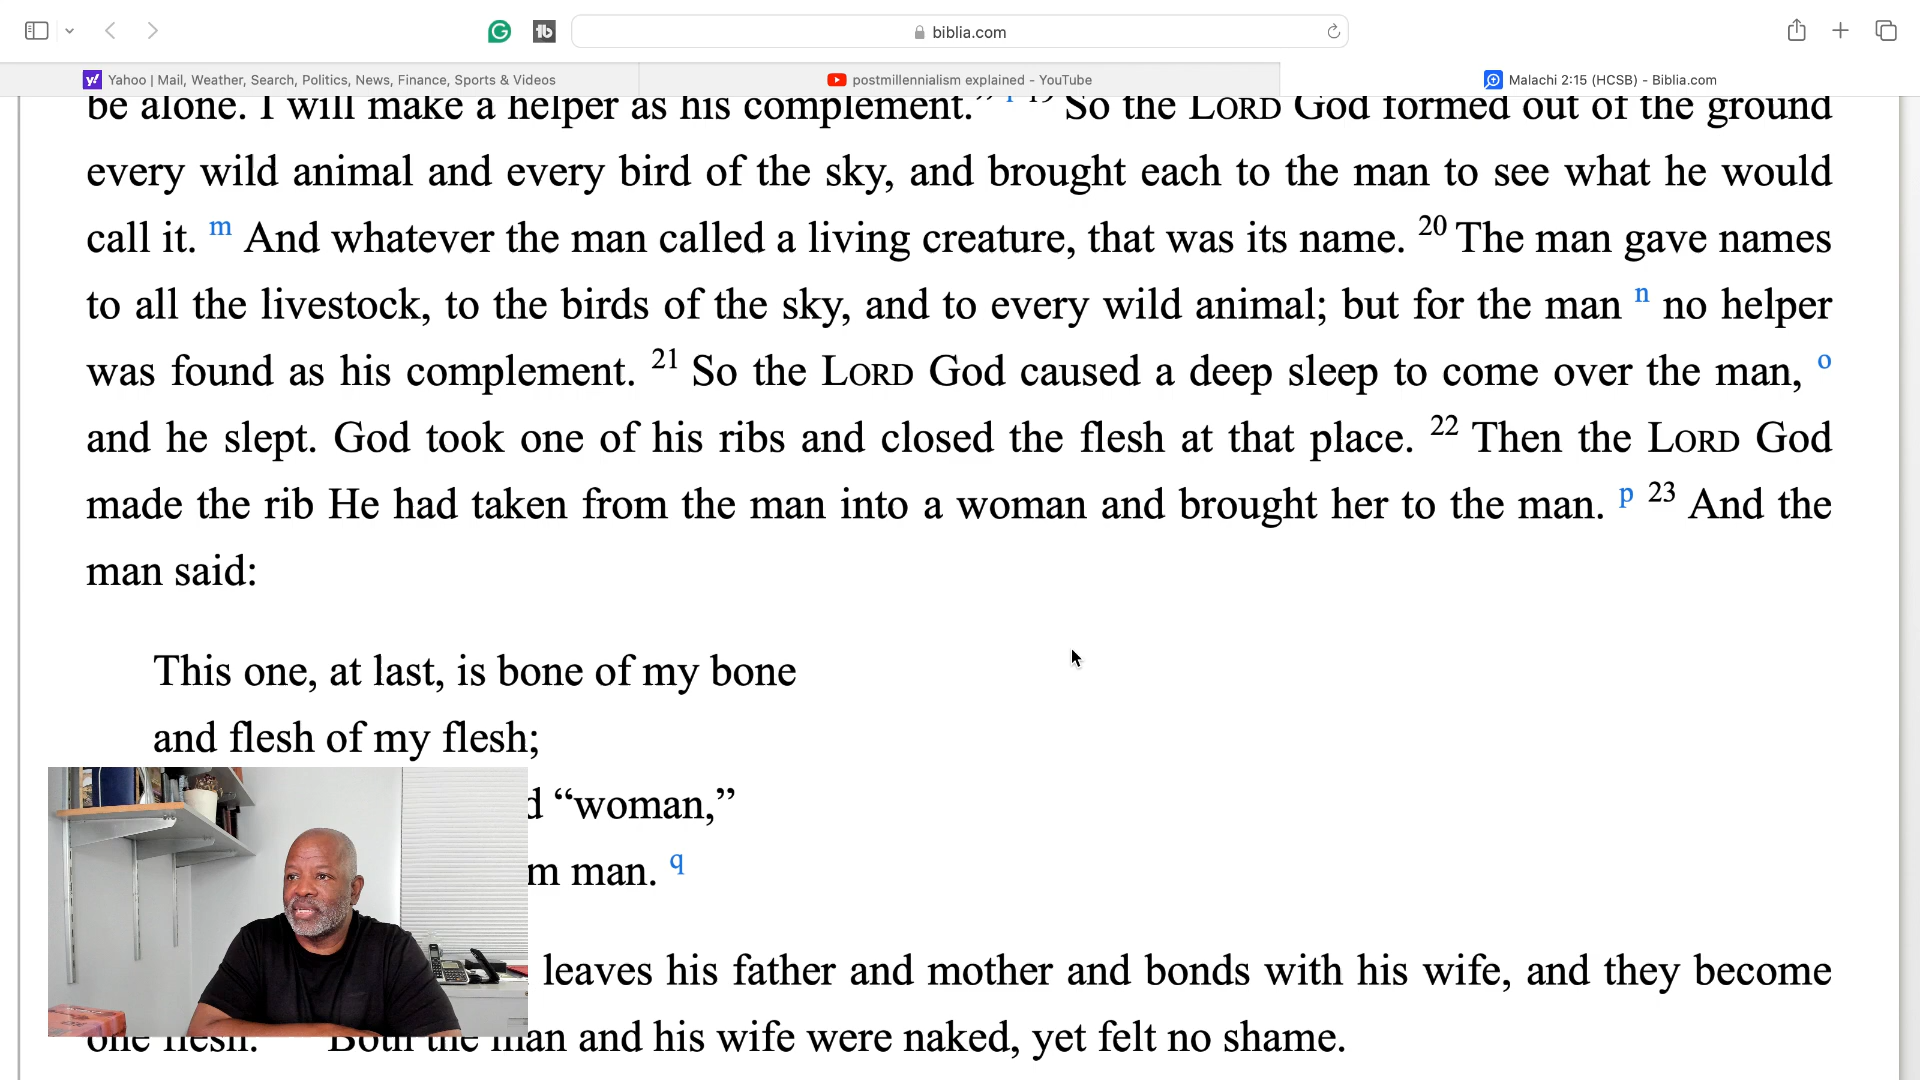 biblia.com
Yahoo | Mail, Weather, Search, Politics, News, Finance, Sports & Videos
postmillennialism explained - YouTube
Malachi 2:15 (HCSB) - Biblia.com
be alone. I will make a helper as his complement.” 19 So the LORD God formed out of the ground
every wild animal and every bird of the sky, and brought each to the man to see what he would
call it. m And whatever the man called a living creature, that was its name. 20 The man gave names
to all the livestock, to the birds of the sky, and to every wild animal; but for the man n no helper
was found as his complement. 21 So the LORD God caused a deep sleep to come over the man, o
and he slept. God took one of his ribs and closed the flesh at that place. 22 Then the LORD God
made the rib He had taken from the man into a woman and brought her to the man. p 23 And the
man said:
This one, at last, is bone of my bone
and flesh of my flesh;
“woman,”
man. q
leaves his father and mother and bonds with his wife, and they become
one flesh. Both the man and his wife were naked, yet felt no shame.